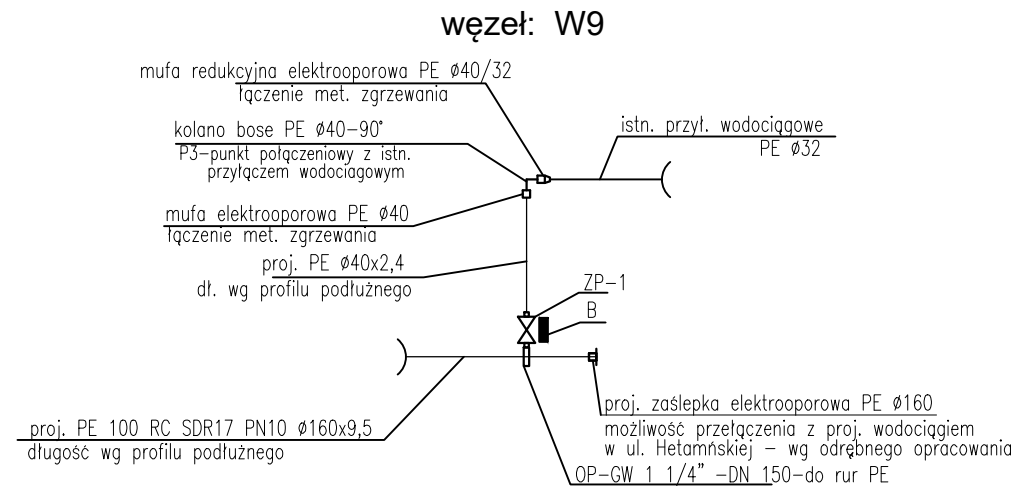 węzeł: W9
mufa redukcyjna elektrooporowa PE ø40/32
łączenie met. zgrzewania
kolano bose PE ø40-90°
P3-punkt połączeniowy z istn.
przyłączem wodociagowym
istn. przył. wodociągowe
PE ø32
mufa elektrooporowa PE ø40
łączenie met. zgrzewania
proj. PE ø40x2,4
dł. wg profilu podłużnego
ZP-1
B
proj. PE 100 RC SDR17 PN10 ø160x9,5
długość wg profilu podłużnego
proj. zaślepka elektrooporowa PE ø160
możliwość przełączenia z proj. wodociągiem
w ul. Hetamńskiej – wg odrębnego opracowania
OP-GW 1 1/4" -DN 150-do rur PE